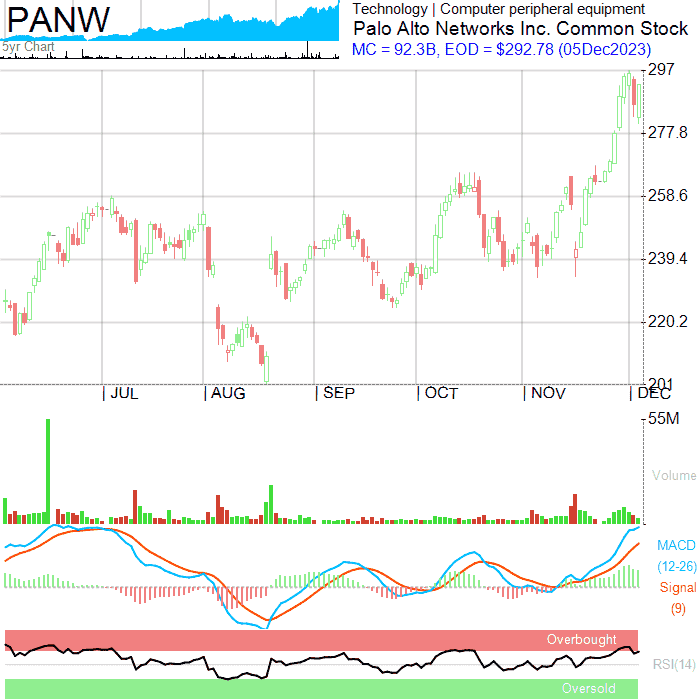 PANW
5yr Chart
Technology | Computer peripheral equipment
Palo Alto Networks Inc. Common Stock
MC = 92.3B, EOD = $292.78 (05Dec2023)
297
277.8
258.6
239.4
220.2
201
| JUL | AUG | SEP | OCT | NOV | DEC
55M
Volume
MACD
(12-26)
Signal
(9)
Overbought
RSI(14)
Oversold